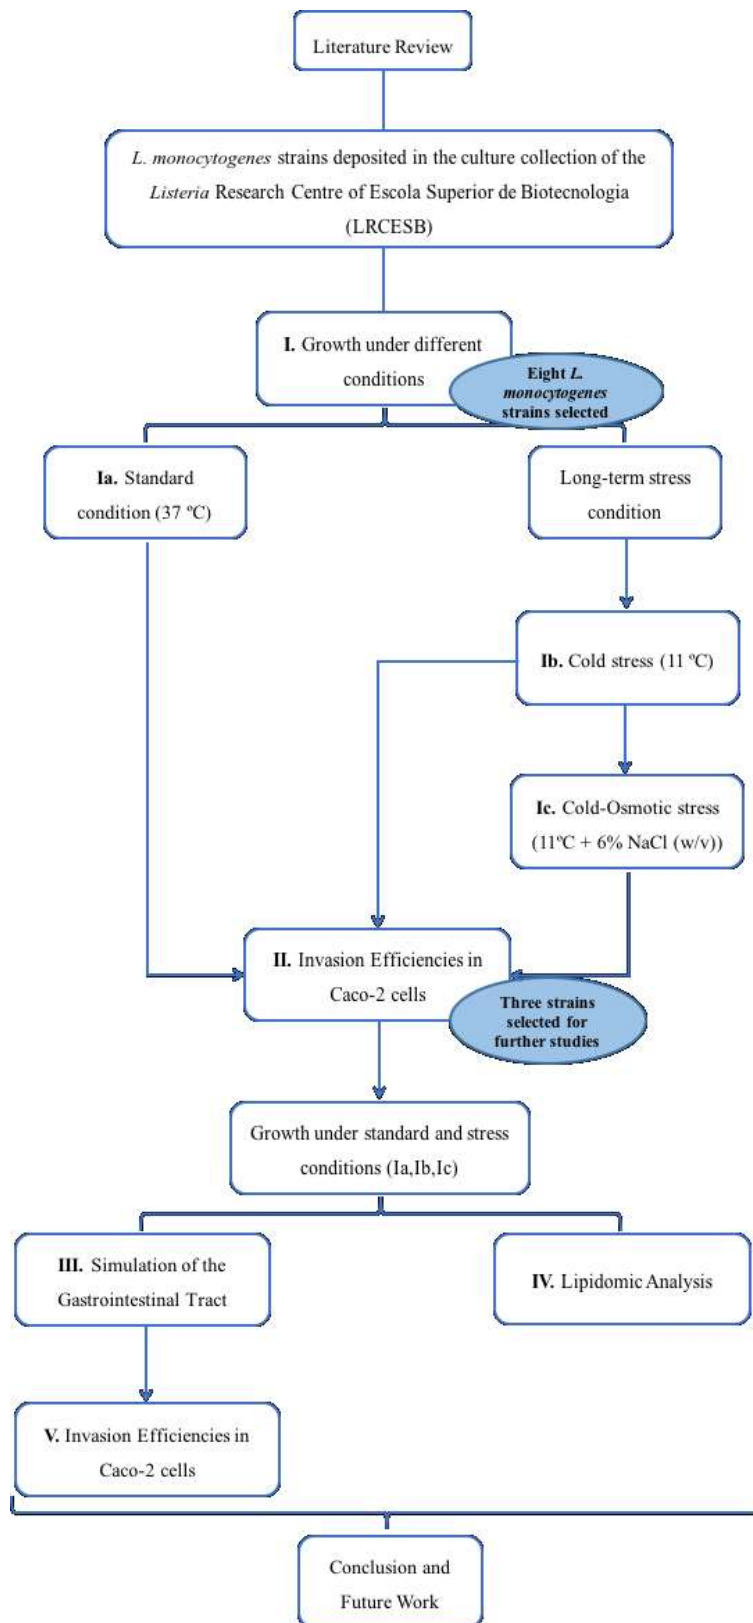 Literature Review
L. monocytogenes strains deposited in the culture collection of the
Listeria Research Centre of Escola Superior de Biotecnologia
(LRCESB)
I. Growth under different
conditions
Eight L.
monocytogenes
strains selected
Ia. Standard
condition (37 ºC)
Long-term stress
condition
Ib. Cold stress (11 ºC)
Ic. Cold-Osmotic stress
(11ºC + 6% NaCl (w/v))
II. Invasion Efficiencies in
Caco-2 cells
Three strains
selected for
further studies
Growth under standard and stress
conditions (Ia,Ib,Ic)
III. Simulation of the
Gastrointestinal Tract
IV. Lipidomic Analysis
V. Invasion Efficiencies in
Caco-2 cells
Conclusion and
Future Work